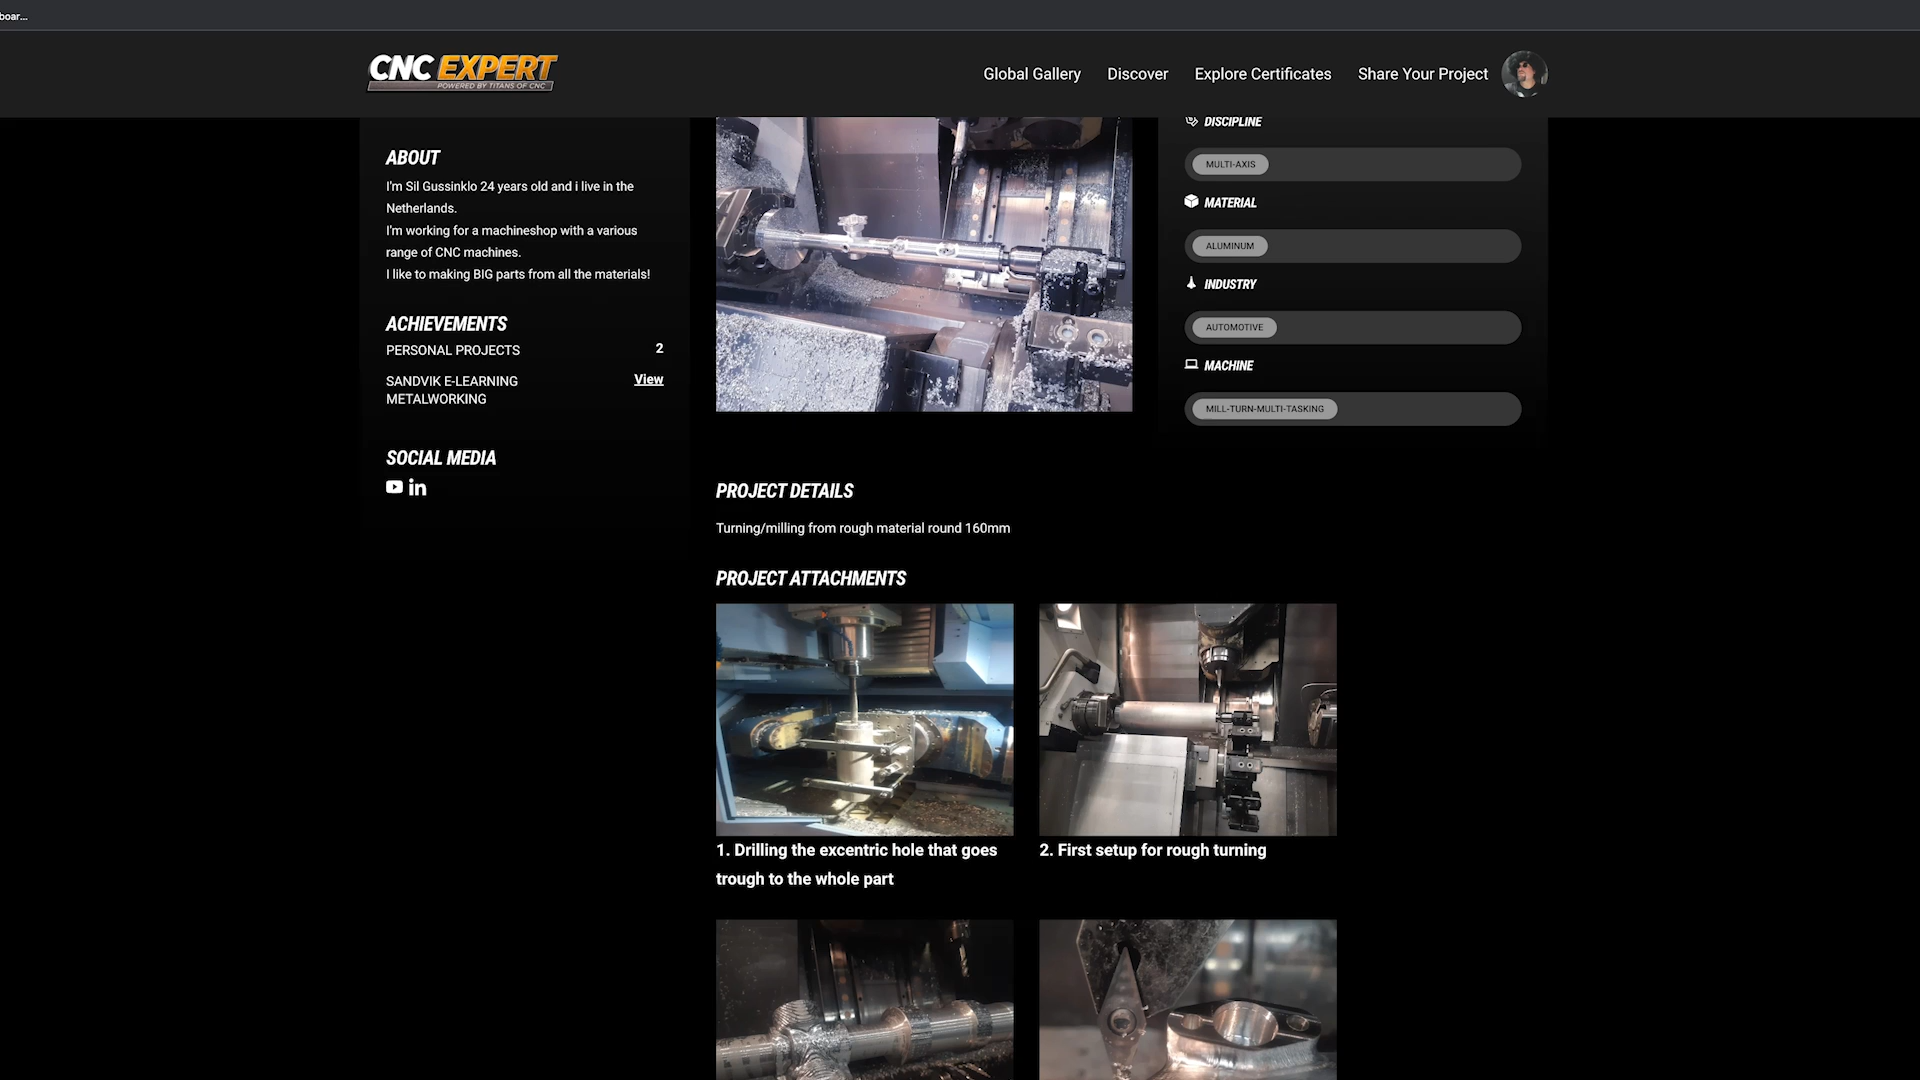 boar...
CNC EXPERT
POWERED BY TITANS OF CNC
Global Gallery
Discover
Explore Certificates
Share Your Project
ABOUT
I'm Sil Gussinklo 24 years old and i live in the
Netherlands.
I'm working for a machineshop with a various
range of CNC machines.
I like to making BIG parts from all the materials!
ACHIEVEMENTS
PERSONAL PROJECTS 2
SANDVIK E-LEARNING View
METALWORKING
SOCIAL MEDIA
in
DISCIPLINE
MULTI-AXIS
MATERIAL
ALUMINUM
INDUSTRY
AUTOMOTIVE
MACHINE
MILL-TURN-MULTI-TASKING
PROJECT DETAILS
Turning/milling from rough material round 160mm
PROJECT ATTACHMENTS
1. Drilling the excentric hole that goes
trough to the whole part
2. First setup for rough turning